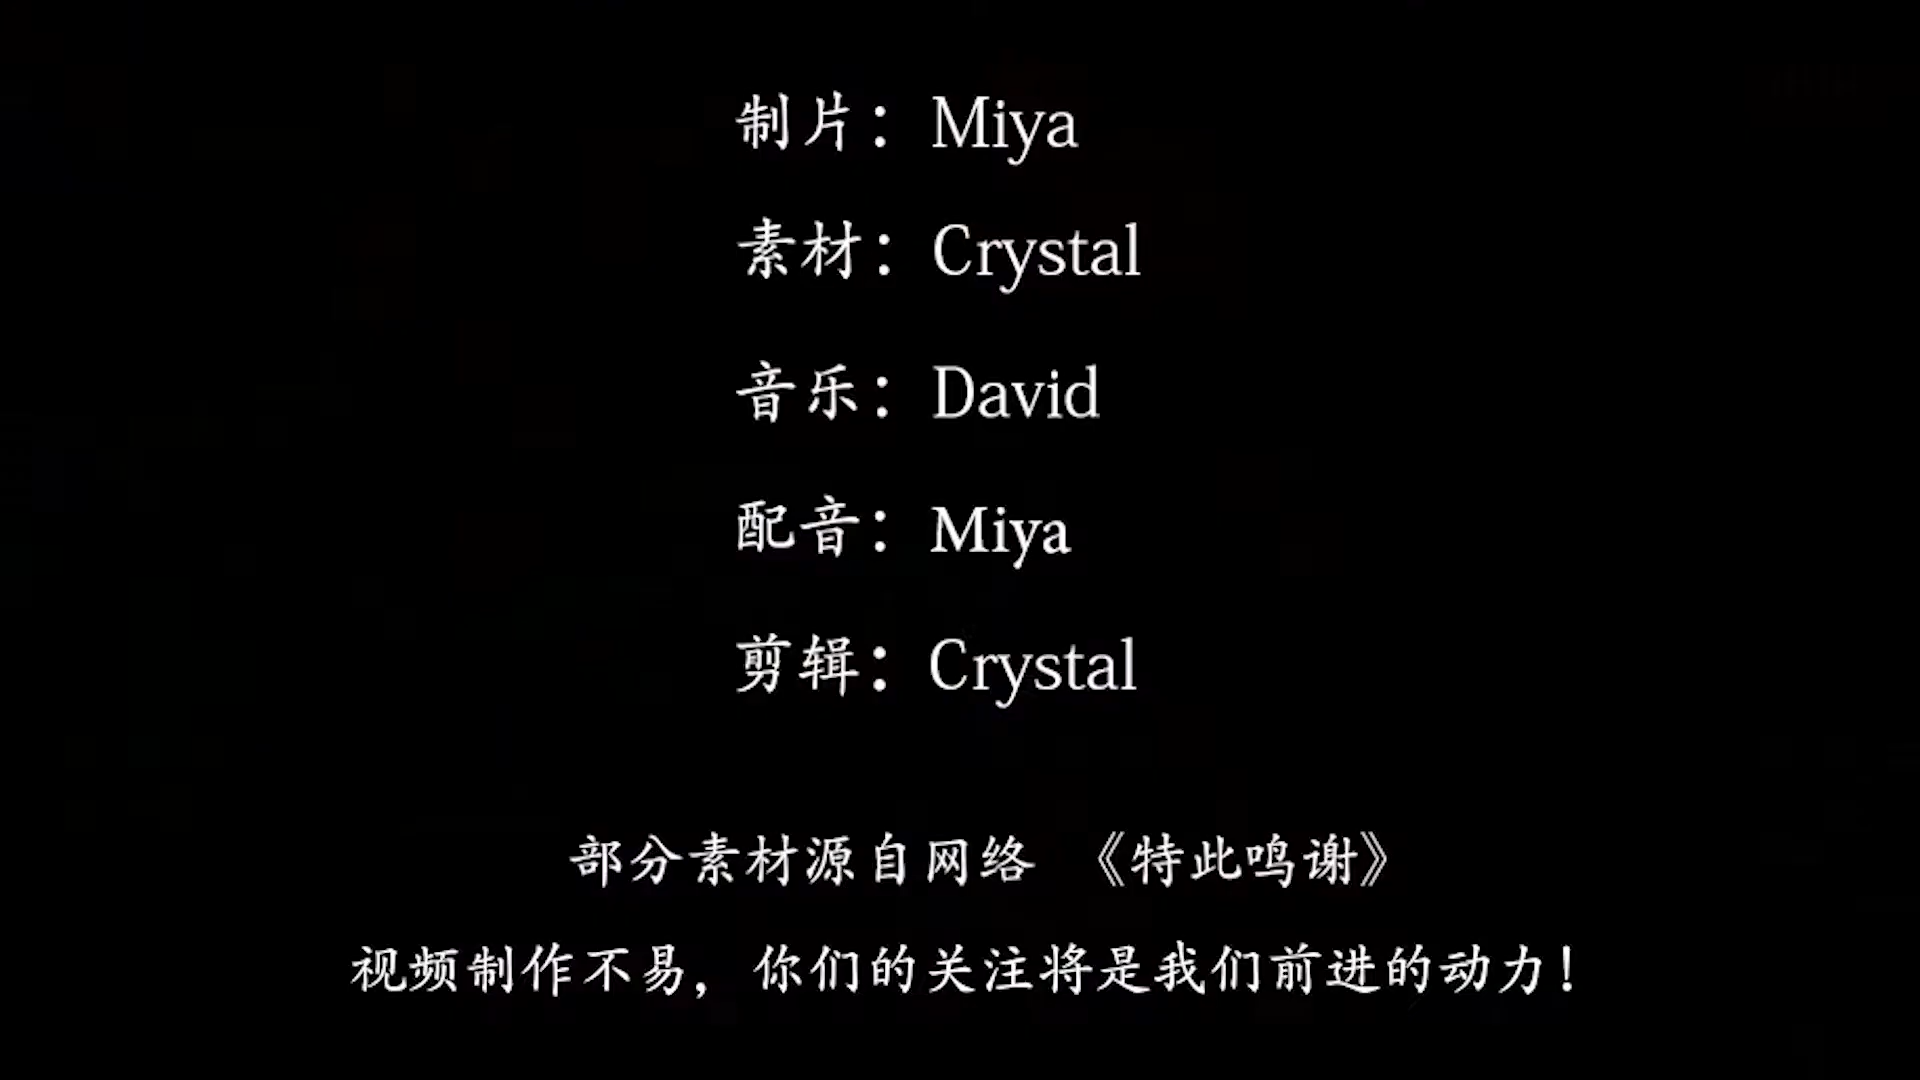 制片：Miya
素材：Crystal
音乐：David
配音：Miya
剪辑：Crystal
部分素材源自网络 《特此鸣谢》
视频制作不易，你们的关注将是我们前进的动力！